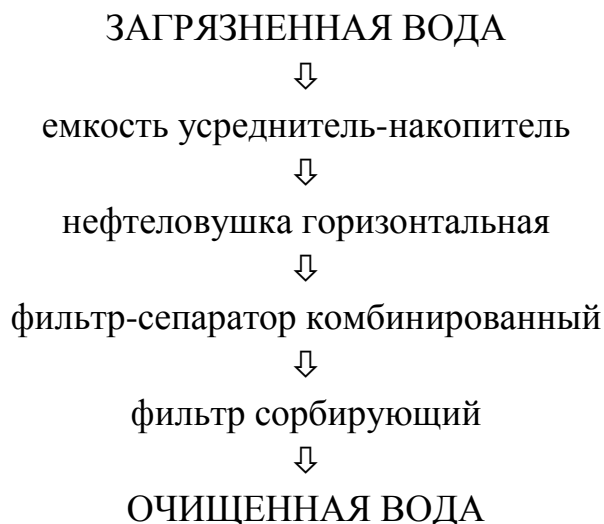 ЗАГРЯЗНЕННАЯ ВОДА
⇩
емкость усреднитель-накопитель
⇩
нефтеловушка горизонтальная
⇩
фильтр-сепаратор комбинированный
⇩
фильтр сорбирующий
⇩
ОЧИЩЕННАЯ ВОДА